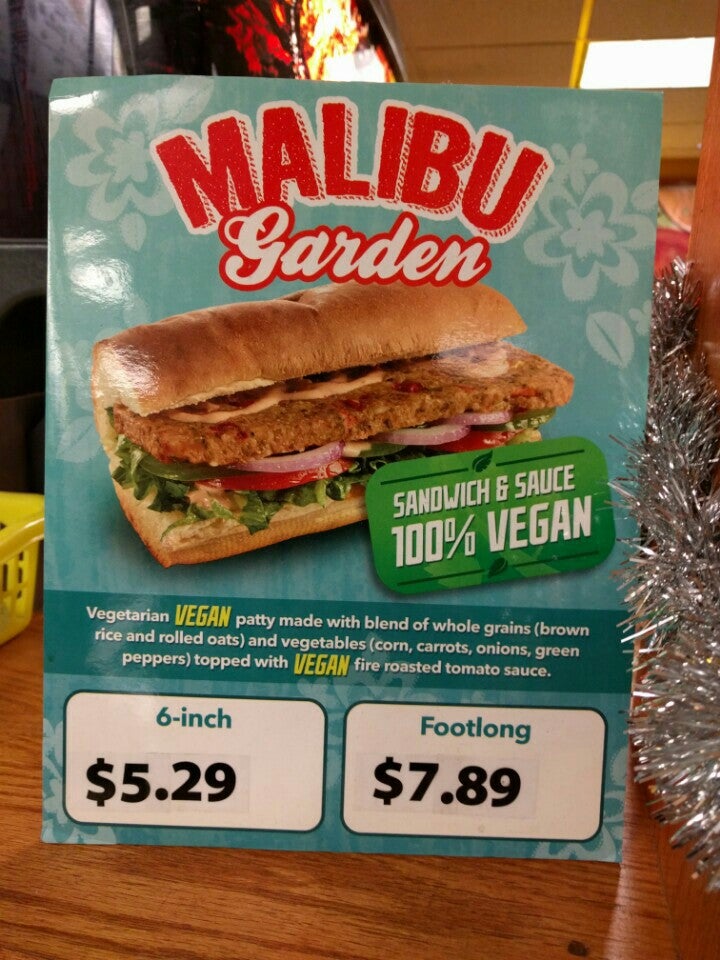 MALIBU
Garden
SANDWICH & SAUCE
100% VEGAN
Vegetarian VEGAN patty made with blend of whole grains (brown
rice and rolled oats) and vegetables (corn, carrots, onions, green
peppers) topped with VEGAN fire roasted tomato sauce.
6-inch
$5.29
Footlong
$7.89